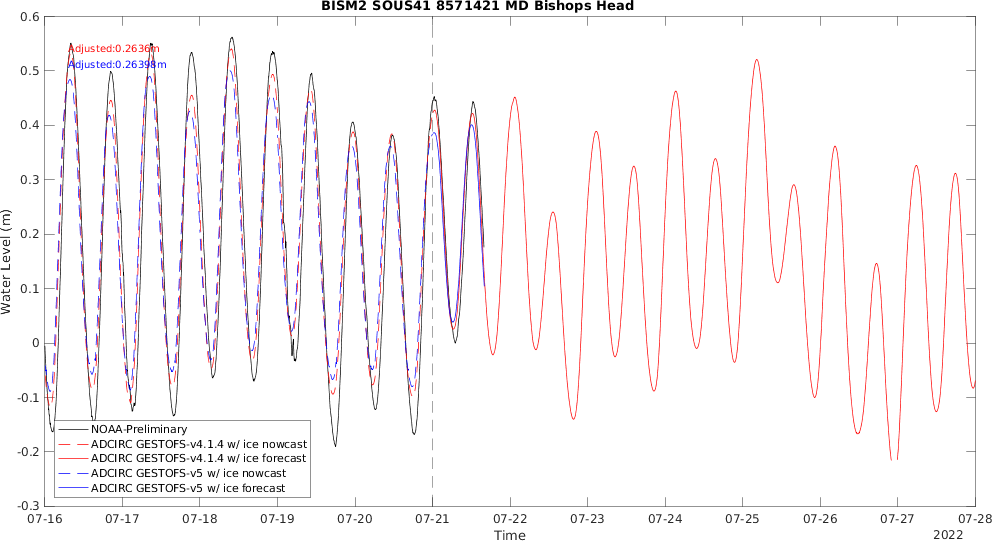 BISM2 SOUS41 8571421 MD Bishops Head
0.6
0.5
0.4
0.3
0.2
0.1
0
-0.1
-0.2
-0.3
Water Level (m)
Adjusted:0.2636m
Adjusted:0.26398m
NOAA-Preliminary
ADCIRC GESTOFS-v4.1.4 w/ ice nowcast
ADCIRC GESTOFS-v4.1.4 w/ ice forecast
ADCIRC GESTOFS-v5 w/ ice nowcast
ADCIRC GESTOFS-v5 w/ ice forecast
07-16 07-17 07-18 07-19 07-20 07-21 07-22 07-23 07-24 07-25 07-26 07-27 07-28
Time
2022